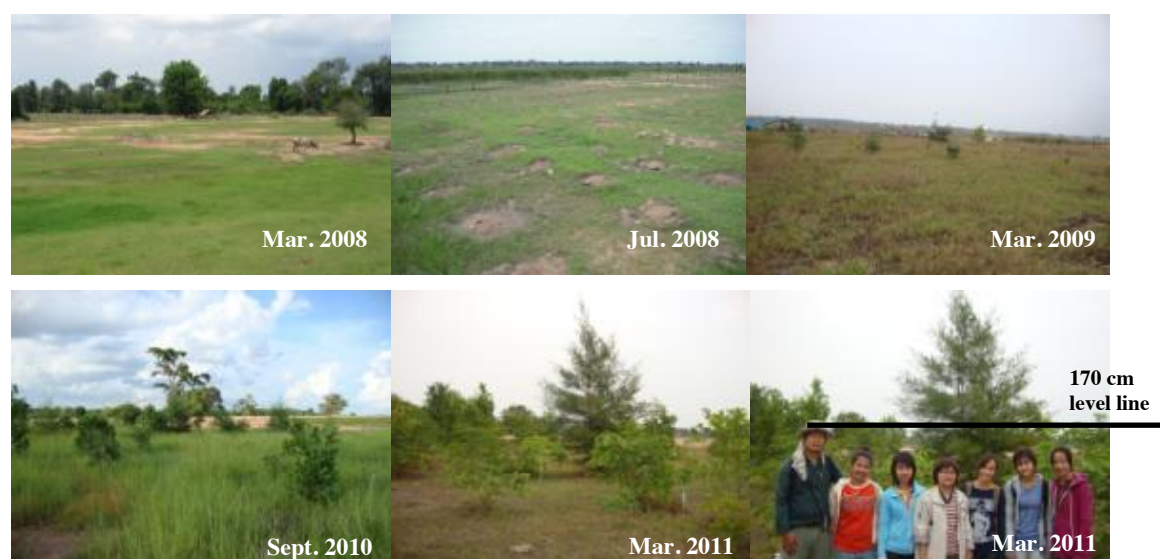 Mar. 2008
Jul. 2008
Mar. 2009
170 cm
level line
Sept. 2010
Mar. 2011
Mar. 2011